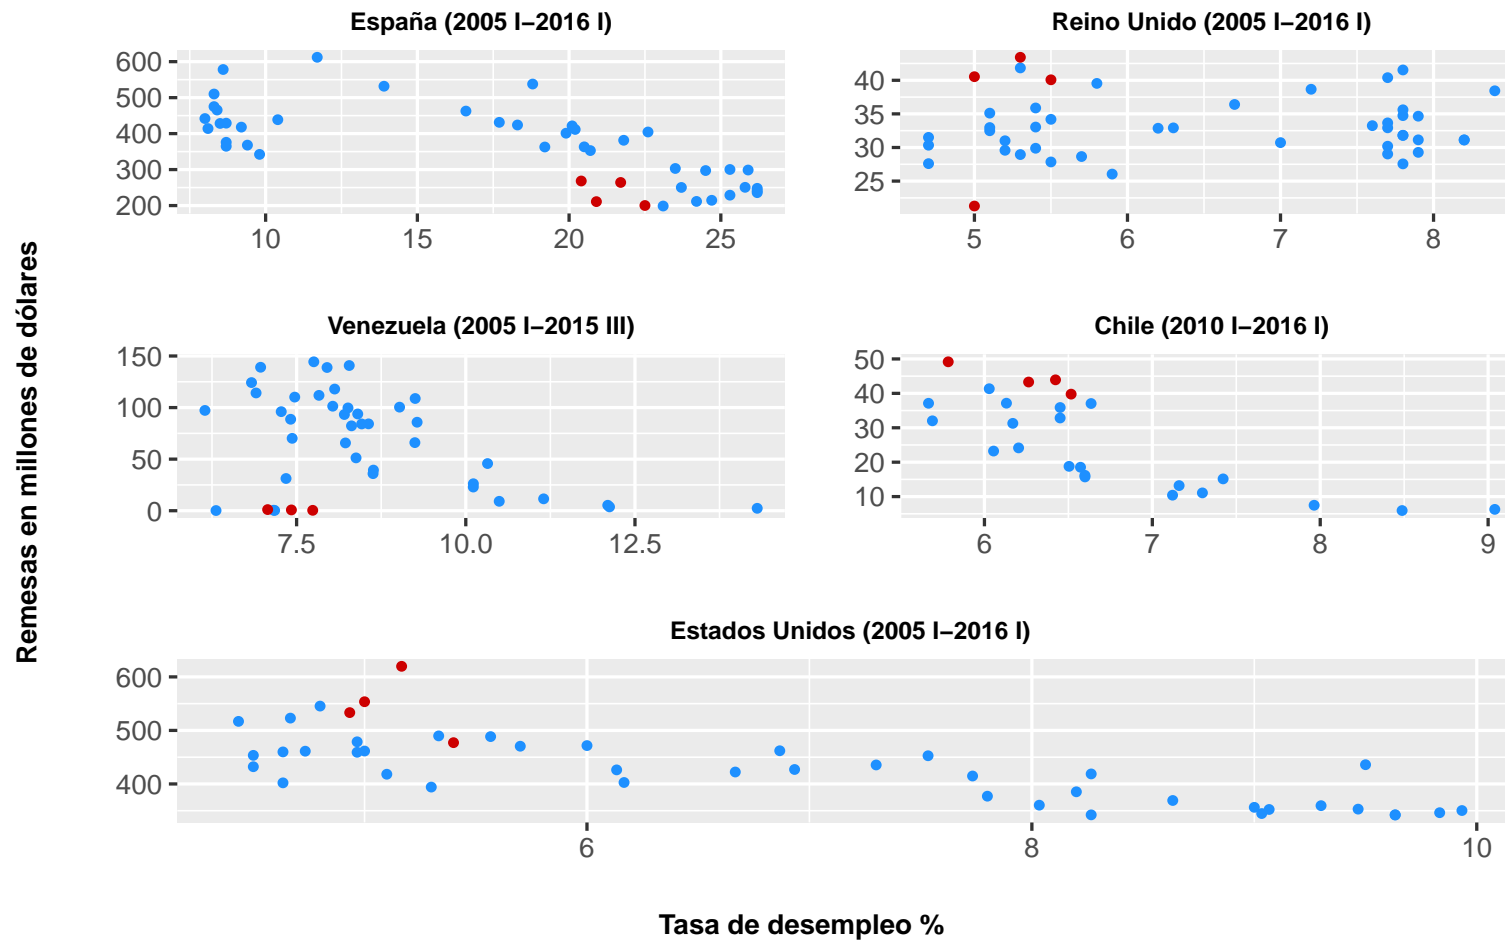 España (2005 I−2016 I)
600
500
400
300
200
10 15 20 25
Reino Unido (2005 I−2016 I)
40
35
30
25
5 6 7 8
Remesas en millones de dólares
Venezuela (2005 I−2015 III)
150
100
50
0
7.5 10.0 12.5
Chile (2010 I−2016 I)
50
40
30
20
10
6 7 8 9
Estados Unidos (2005 I−2016 I)
600
500
400
6 8 10
Tasa de desempleo %